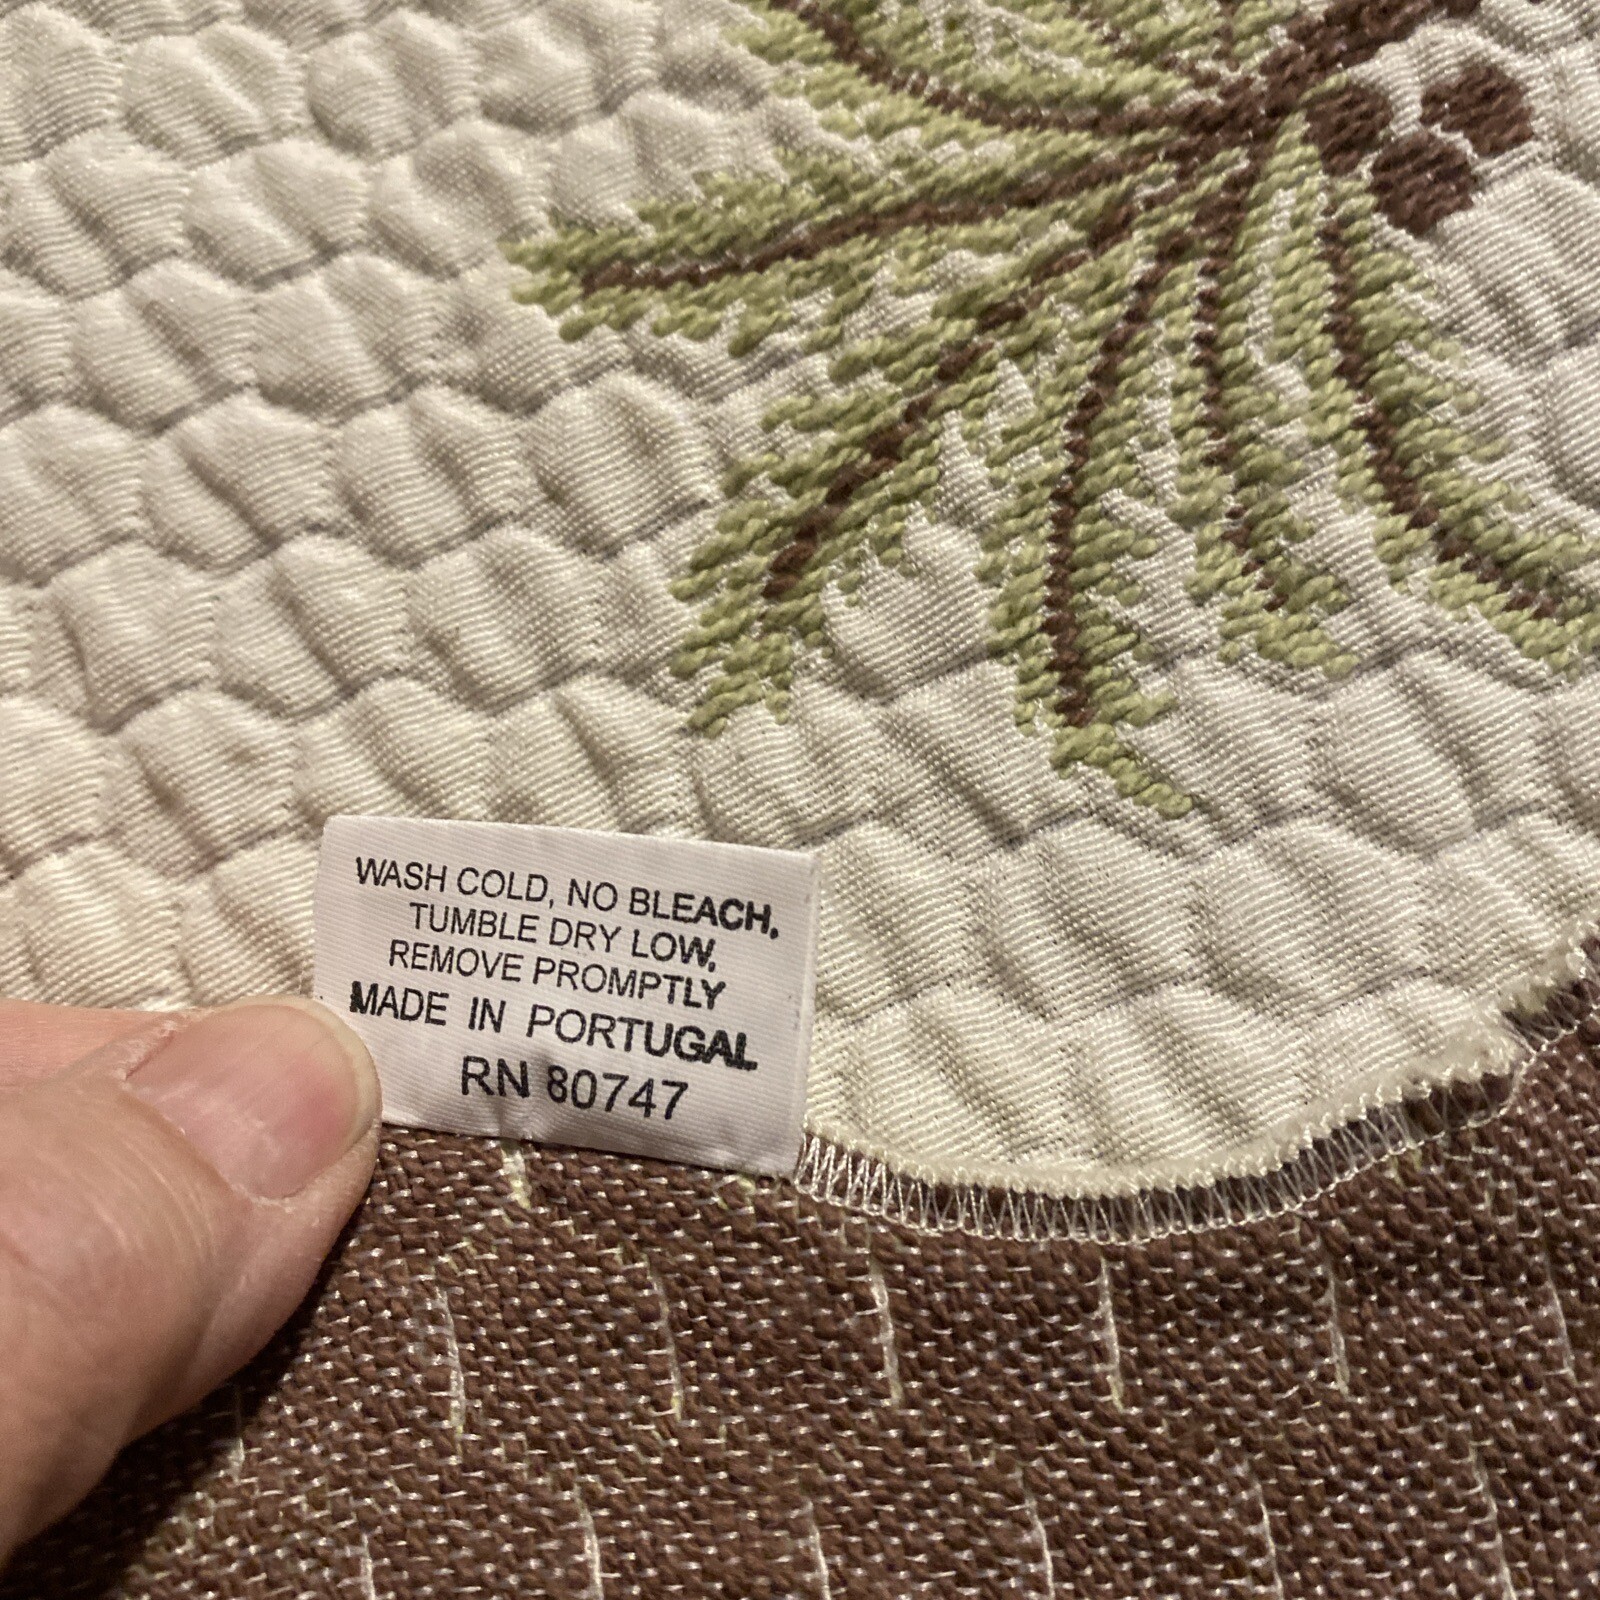 WASH COLD, NO BLEACH.
TUMBLE DRY LOW,
REMOVE PROMPTLY
MADE IN PORTUGAL
RN 80747